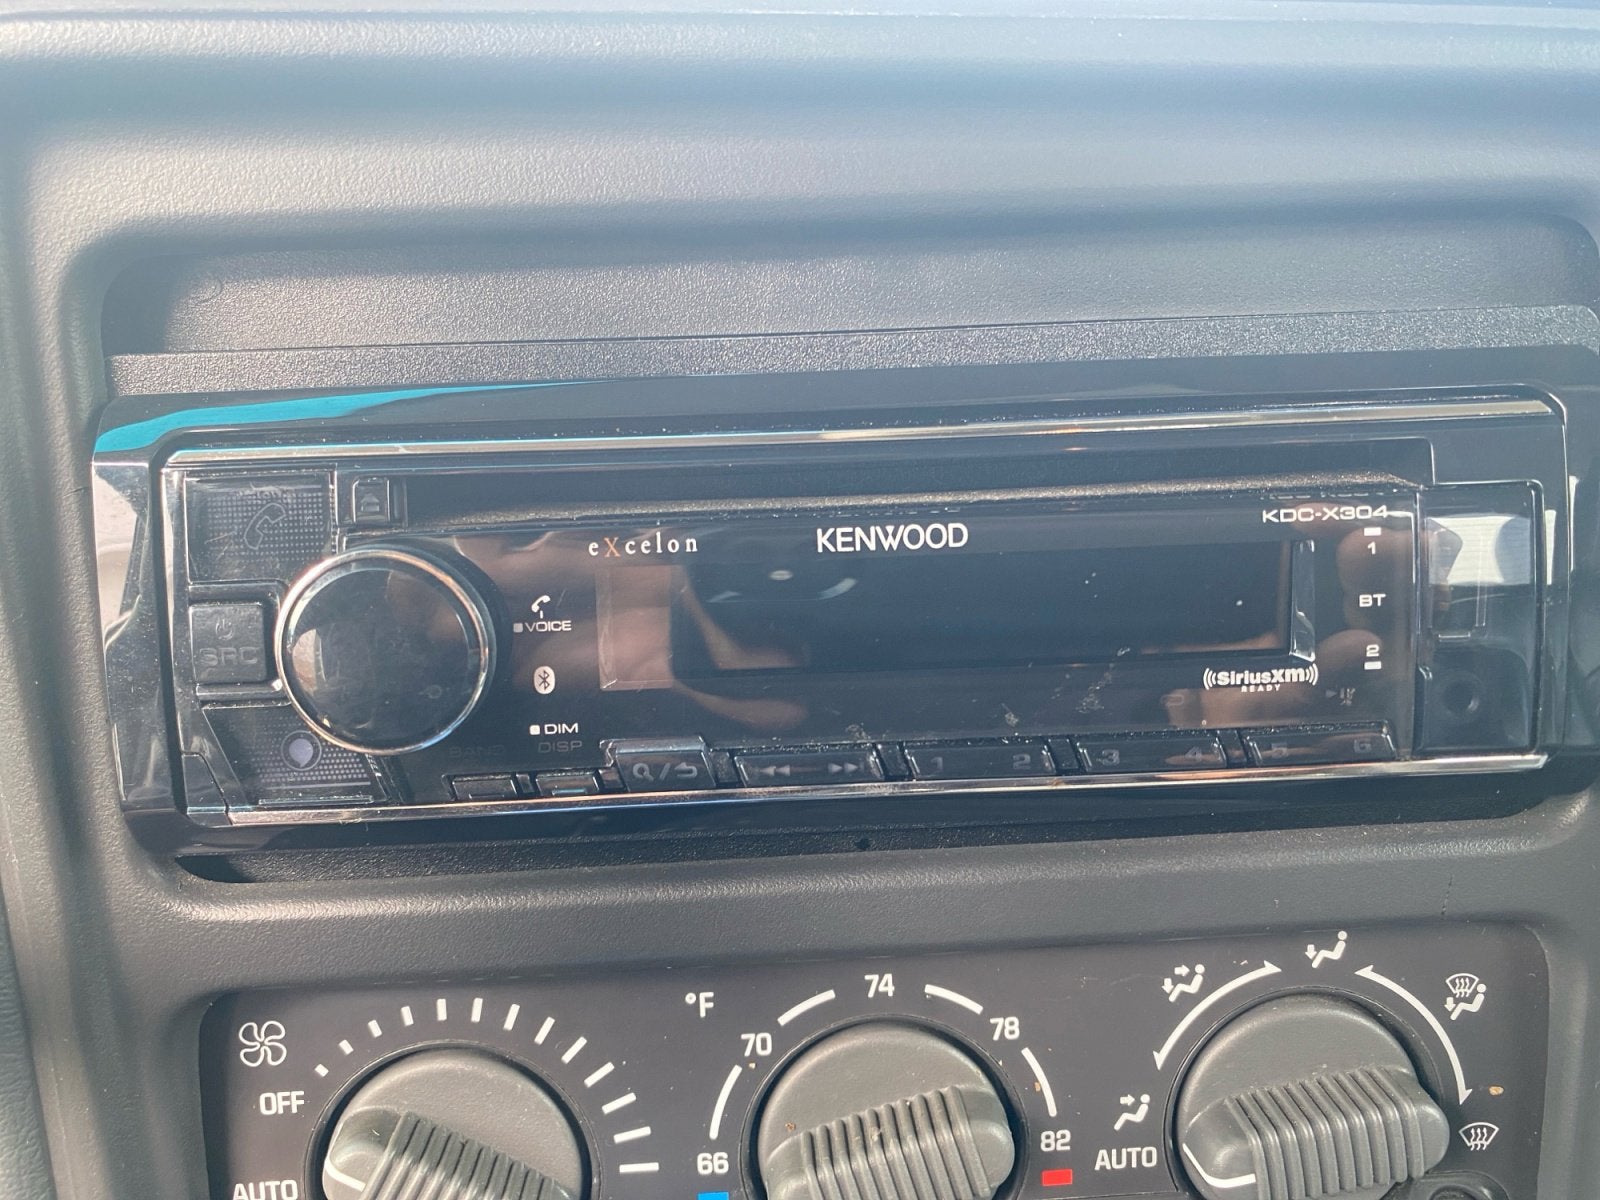 KDC-X304
eXcelon KENWOOD
1
VOICE
BT
SRC
2
((SiriusXM))
READY
DIM
BAND DISP
Q/
1 2 3 4 5 6
°F
74
70 78
OFF
66 82
AUTO
AUTO